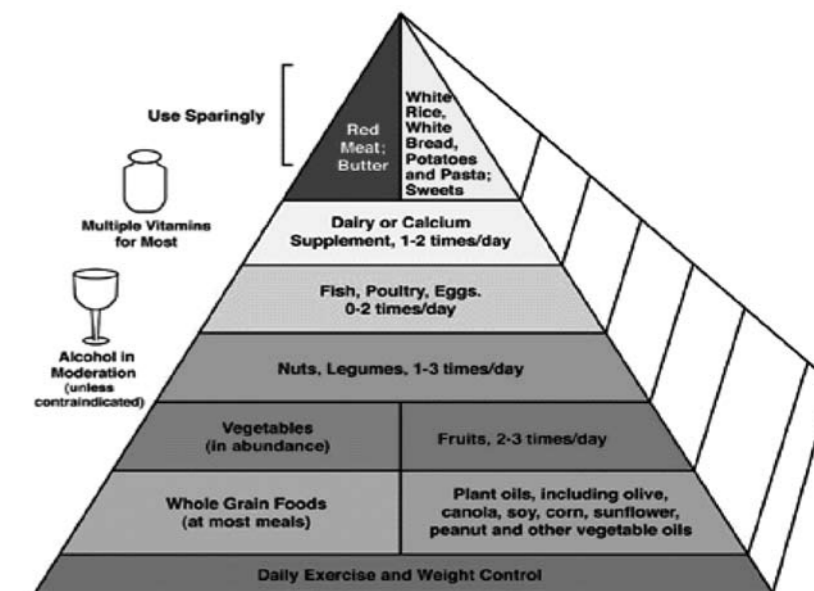 Use Sparingly
Red
Meat;
Butter
White
Rice,
White
Bread,
Potatoes
and Pasta;
Sweets
Multiple Vitamins
for Most
Dairy or Calcium
Supplement, 1-2 times/day
Fish, Poultry, Eggs.
0-2 times/day
Alcohol in
Moderation
(unless
contraindicated)
Nuts, Legumes, 1-3 times/day
Vegetables
(in abundance)
Fruits, 2-3 times/day
Whole Grain Foods
(at most meals)
Plant oils, including olive,
canola, soy, corn, sunflower,
peanut and other vegetable oils
Daily Exercise and Weight Control